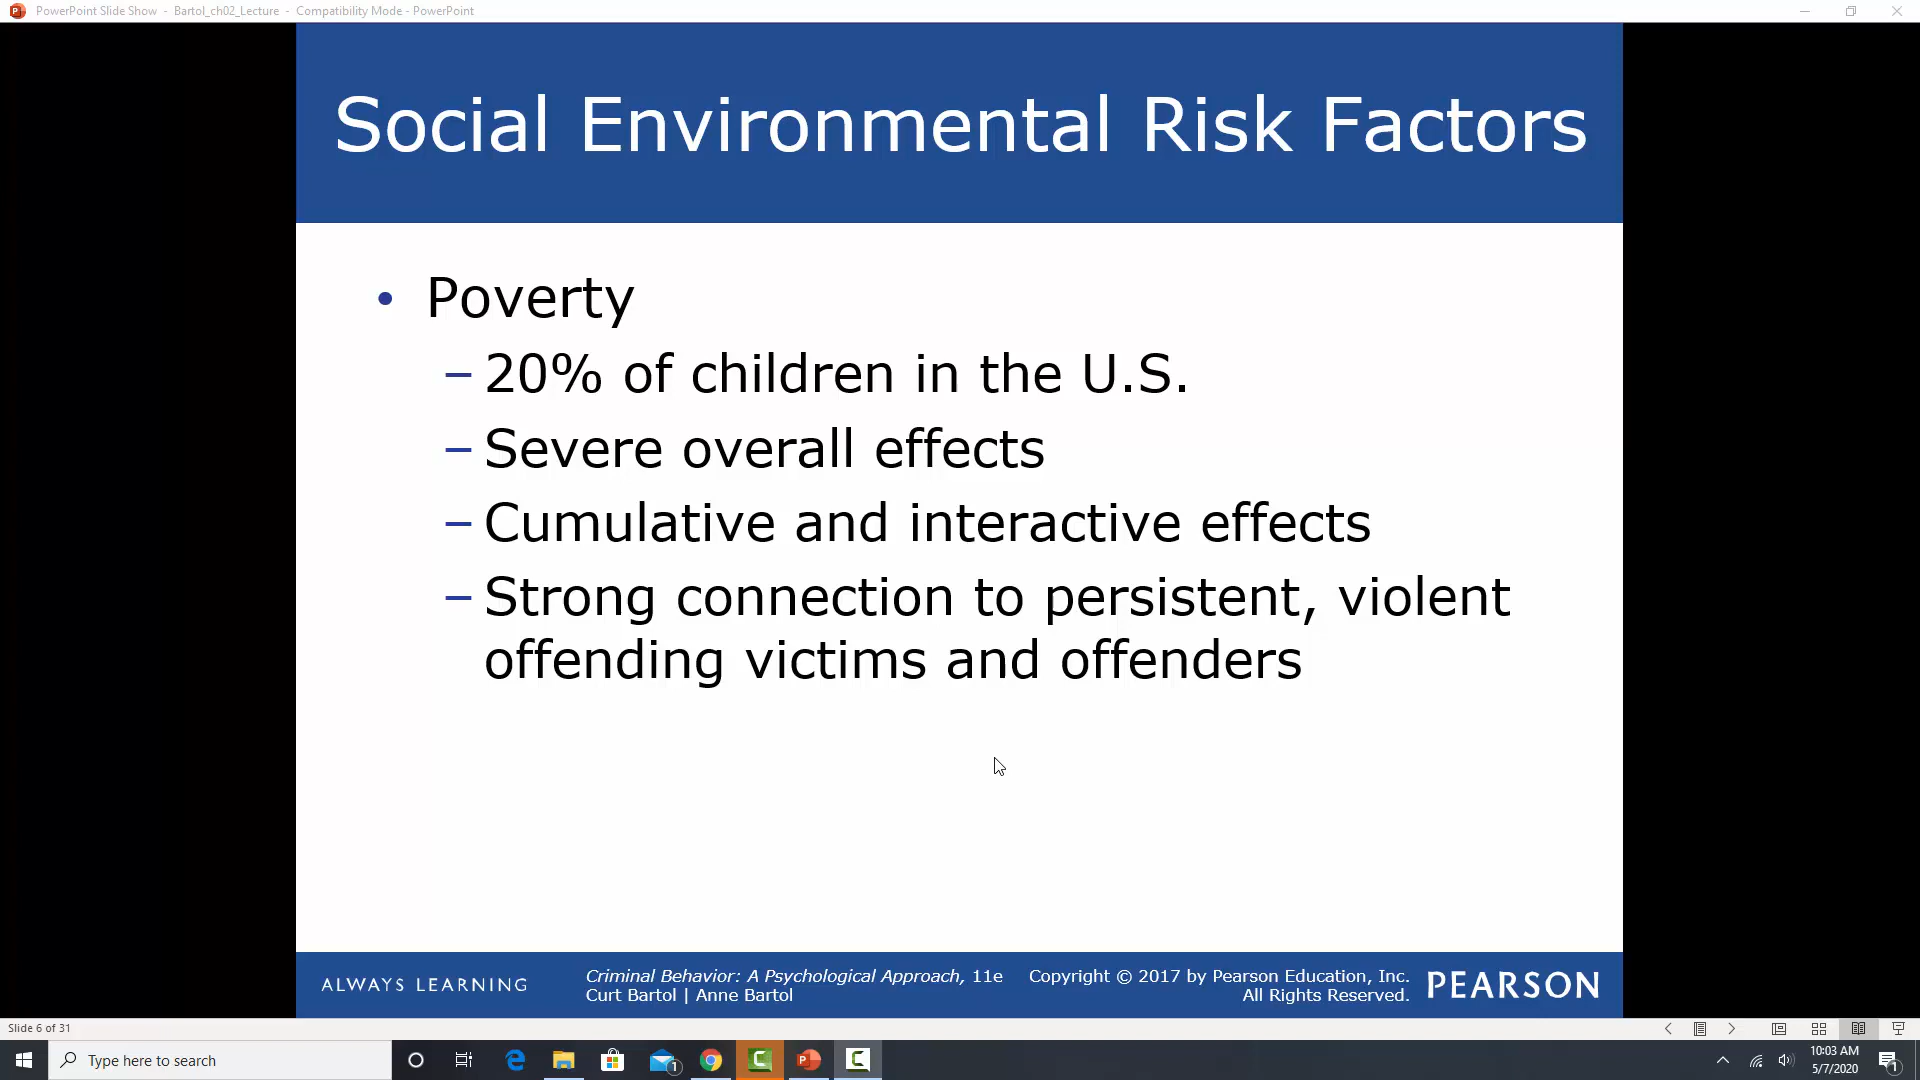 PowerPoint Slide Show - Bartol_ch02_Lecture - Compatibility Mode - PowerPoint
Social Environmental Risk Factors
• Poverty
– 20% of children in the U.S.
– Severe overall effects
– Cumulative and interactive effects
– Strong connection to persistent, violent
offending victims and offenders
ALWAYS LEARNING
Criminal Behavior: A Psychological Approach, 11e
Curt Bartol | Anne Bartol
Copyright © 2017 by Pearson Education, Inc.
All Rights Reserved.
PEARSON
Slide 6 of 31
Type here to search
1
10:03 AM
5/7/2020
1